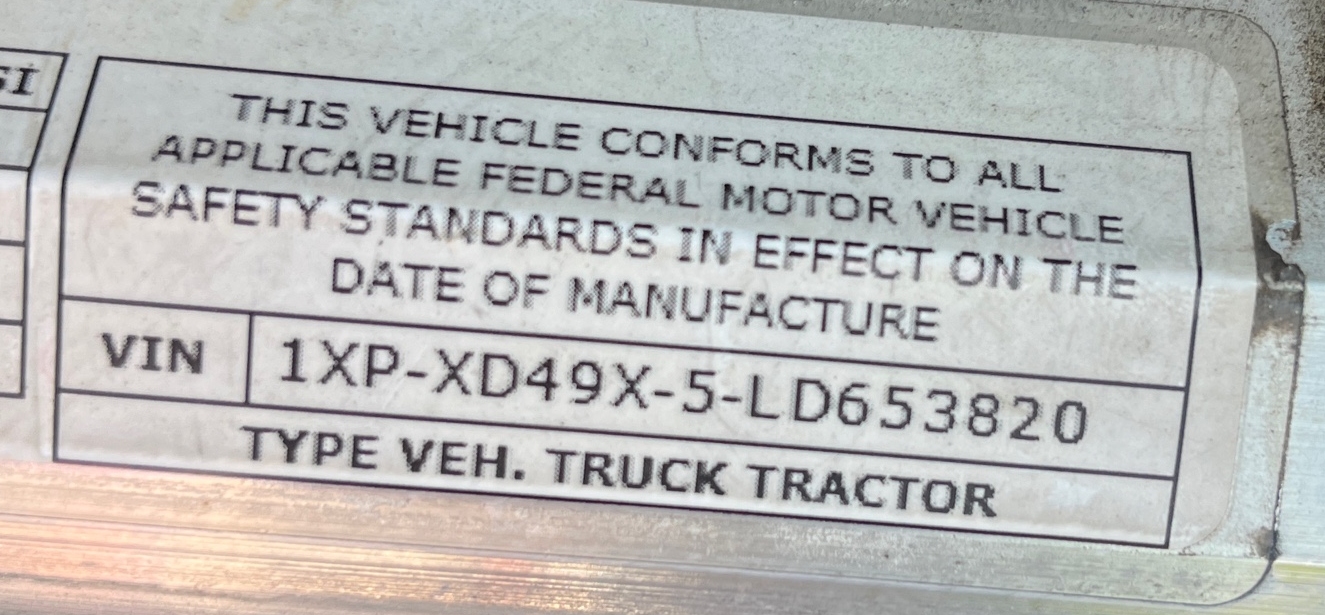 SI
THIS VEHICLE CONFORMS TO ALL
APPLICABLE FEDERAL MOTOR VEHICLE
SAFETY STANDARDS IN EFFECT ON THE
DATE OF MANUFACTURE
VIN 1XP-XD49X-5-LD653820
TYPE VEH. TRUCK TRACTOR